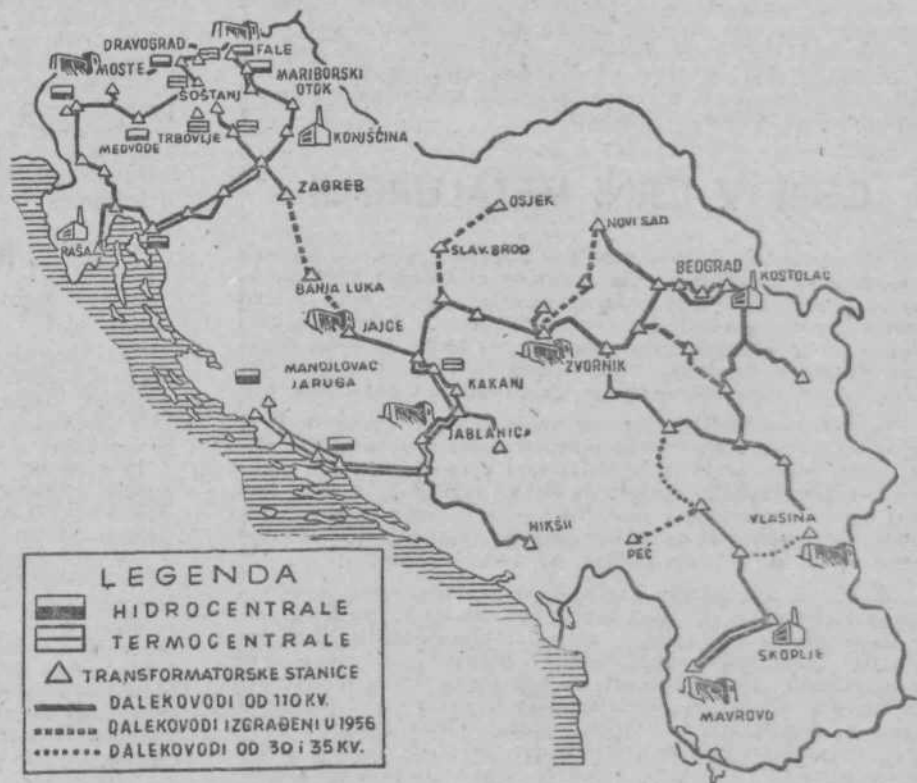 DRAVOGRAD
FALE
MOSTE
MARIBORSKI
OTOK
ŠOŠTANJ
KONJŠČINA
MEDVODE
TRBOVLJE
ZAGREB
OSJEK
NOVI SAD
RAŠA
SLAV. BROD
BEOGRAD
KOSTOLAC
BANJA LUKA
JAJCE
ZVORNIK
MANOJLOVAC
JARUGA
KAKANJ
JABLANICA
NIKŠIĆ
PEĆ
VLASINA
SKOPLJE
MAVROVO
LEGENDA
HIDROCENTRALE
TERMOCENTRALE
TRANSFORMATORSKE STANICE
DALEKOVODI OD 110 KV.
DALEKOVODI IZGRAĐENI U 1956
DALEKOVODI OD 30 i 35 KV.